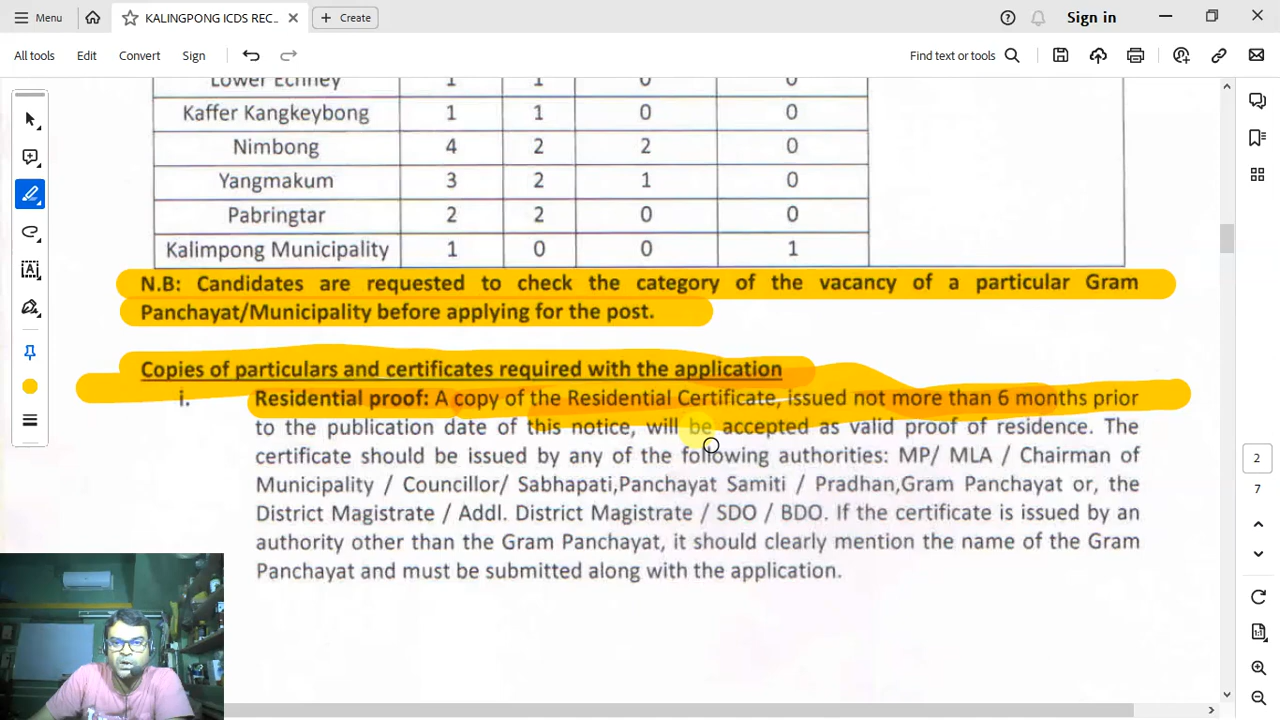 Menu
KALINGPONG ICDS REC...
Create
Sign in
All tools
Edit
Convert
Sign
Find text or tools
Lower Echhey 1 1 0 0
Kaffer Kangkeybong 1 1 0 0
Nimbong 4 2 2 0
Yangmakum 3 2 1 0
Pabringtar 2 2 0 0
Kalimpong Municipality 1 0 0 1
N.B: Candidates are requested to check the category of the vacancy of a particular Gram
Panchayat/Municipality before applying for the post.
Copies of particulars and certificates required with the application
i. Residential proof: A copy of the Residential Certificate, issued not more than 6 months prior
to the publication date of this notice, will be accepted as valid proof of residence. The
certificate should be issued by any of the following authorities: MP/ MLA / Chairman of
Municipality / Councillor/ Sabhapati,Panchayat Samiti / Pradhan,Gram Panchayat or, the
District Magistrate / Addl. District Magistrate / SDO / BDO. If the certificate is issued by an
authority other than the Gram Panchayat, it should clearly mention the name of the Gram
Panchayat and must be submitted along with the application.
2
7